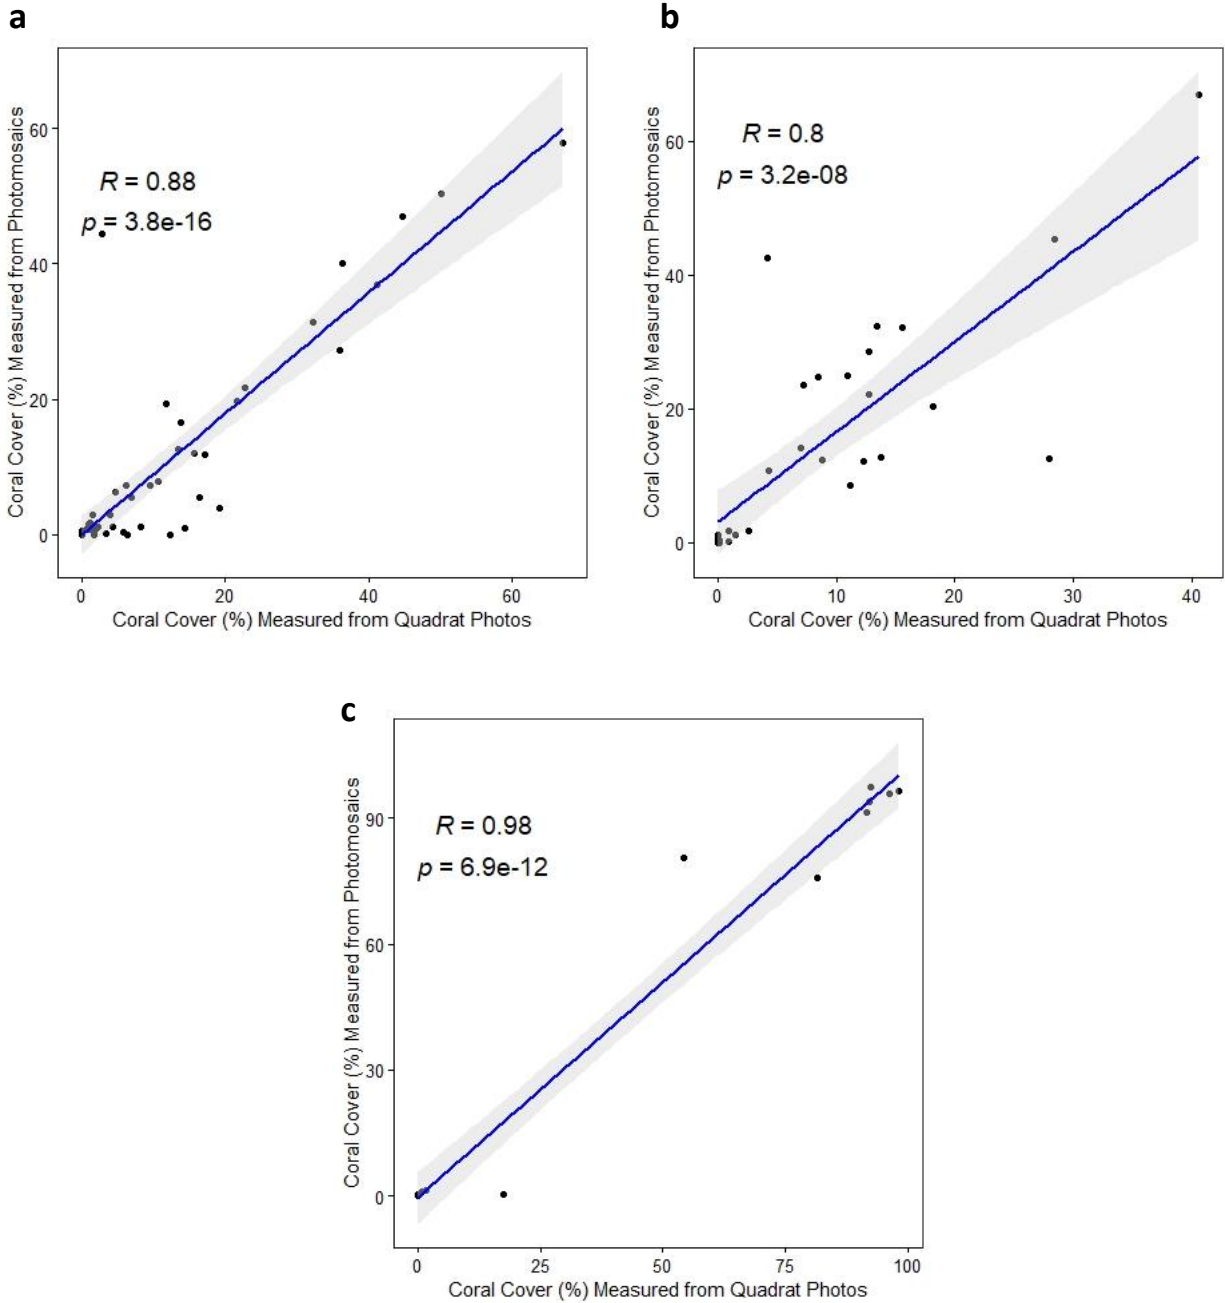 a
Coral Cover (%) Measured from Photomosaics
60
40
20
0
R = 0.88
p = 3.8e-16
0 20 40 60
Coral Cover (%) Measured from Quadrat Photos
b
Coral Cover (%) Measured from Photomosaics
60
40
20
0
R = 0.8
p = 3.2e-08
0 10 20 30 40
Coral Cover (%) Measured from Quadrat Photos
c
Coral Cover (%) Measured from Photomosaics
90
60
30
0
R = 0.98
p = 6.9e-12
0 25 50 75 100
Coral Cover (%) Measured from Quadrat Photos